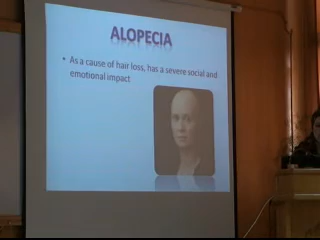 ALOPECIA
• As a cause of hair loss, has a severe social and
emotional impact